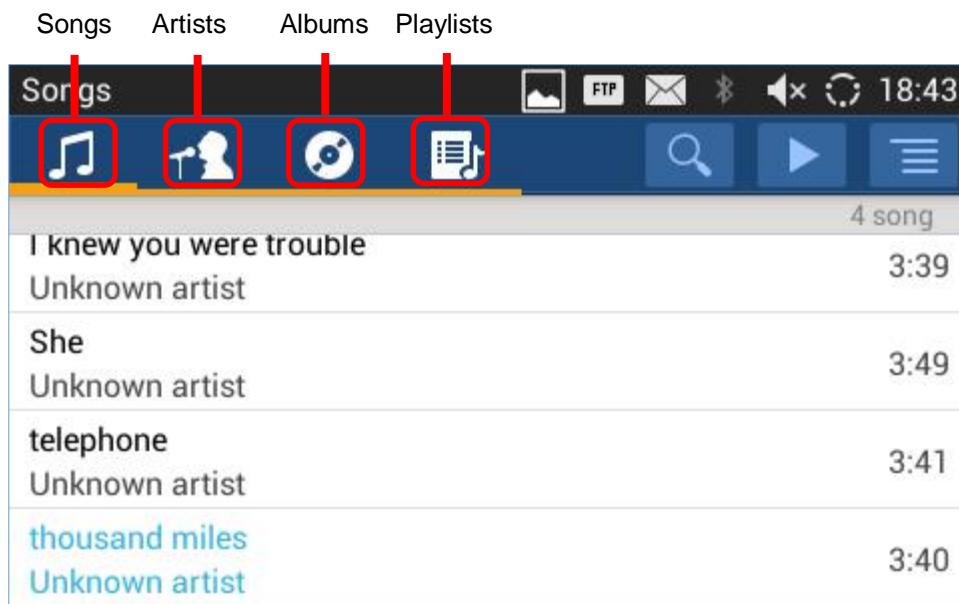 Songs Artists Albums Playlists
Songs FTP 18:43
4 song
I knew you were trouble
3:39
Unknown artist
She
3:49
Unknown artist
telephone
3:41
Unknown artist
thousand miles
3:40
Unknown artist